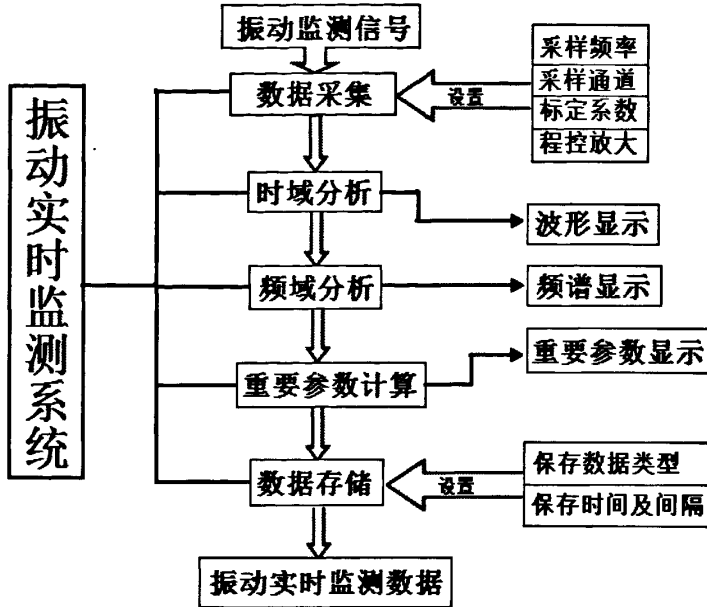 振动监测信号
数据采集
设置
采样频率
采样通道
标定系数
程控放大
振动实时监测系统
时域分析
波形显示
频域分析
频谱显示
重要参数计算
重要参数显示
数据存储
设置
保存数据类型
保存时间及间隔
振动实时监测数据